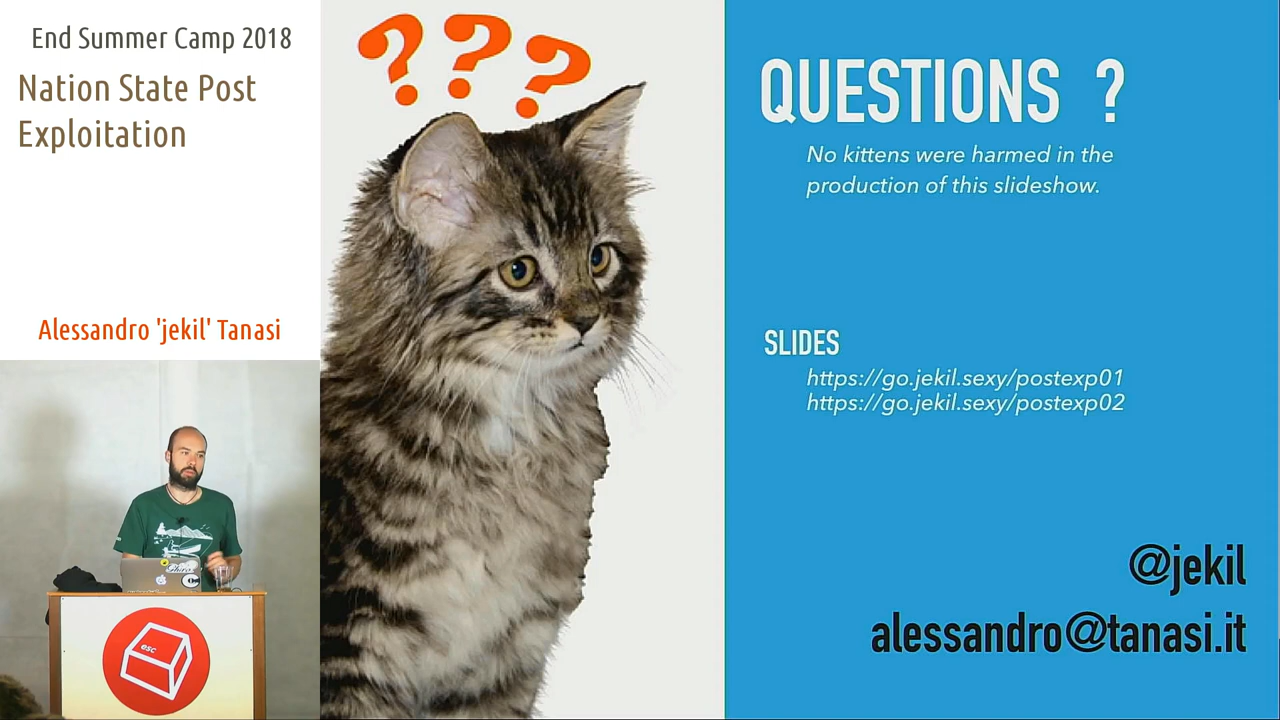 End Summer Camp 2018
Nation State Post
Exploitation
Alessandro 'jekil' Tanasi
esc
???
QUESTIONS ?
No kittens were harmed in the
production of this slideshow.
SLIDES
https://go.jekil.sexy/postexp01
https://go.jekil.sexy/postexp02
@jekil
alessandro@tanasi.it